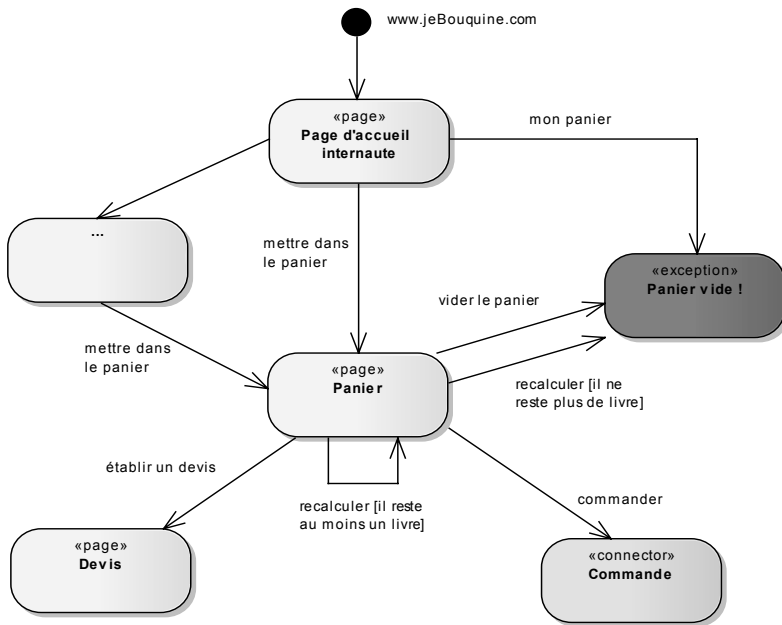 www.jeBouquine.com
«page»
Page d'accueil
internaute
mon panier
...
mettre dans
le panier
«exception»
Panier vide !
vider le panier
mettre dans
le panier
«page»
Panier
recalculer [il ne
reste plus de livre]
établir un devis
recalculer [il reste
au moins un livre]
commander
«page»
Devis
«connector»
Commande